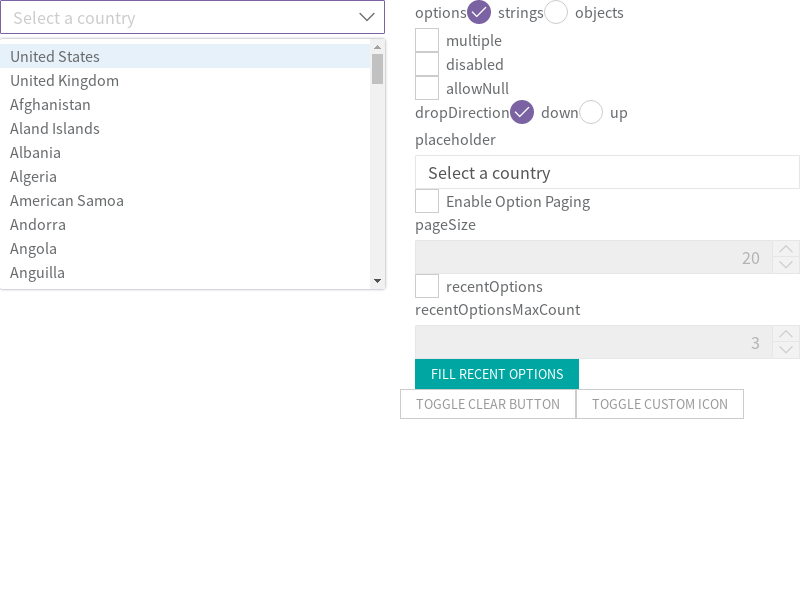 Select a country
United States
United Kingdom
Afghanistan
Aland Islands
Albania
Algeria
American Samoa
Andorra
Angola
Anguilla
options strings objects
multiple
disabled
allowNull
dropDirection down up
placeholder
Select a country
Enable Option Paging
pageSize
20
recentOptions
recentOptionsMaxCount
3
FILL RECENT OPTIONS
TOGGLE CLEAR BUTTON TOGGLE CUSTOM ICON